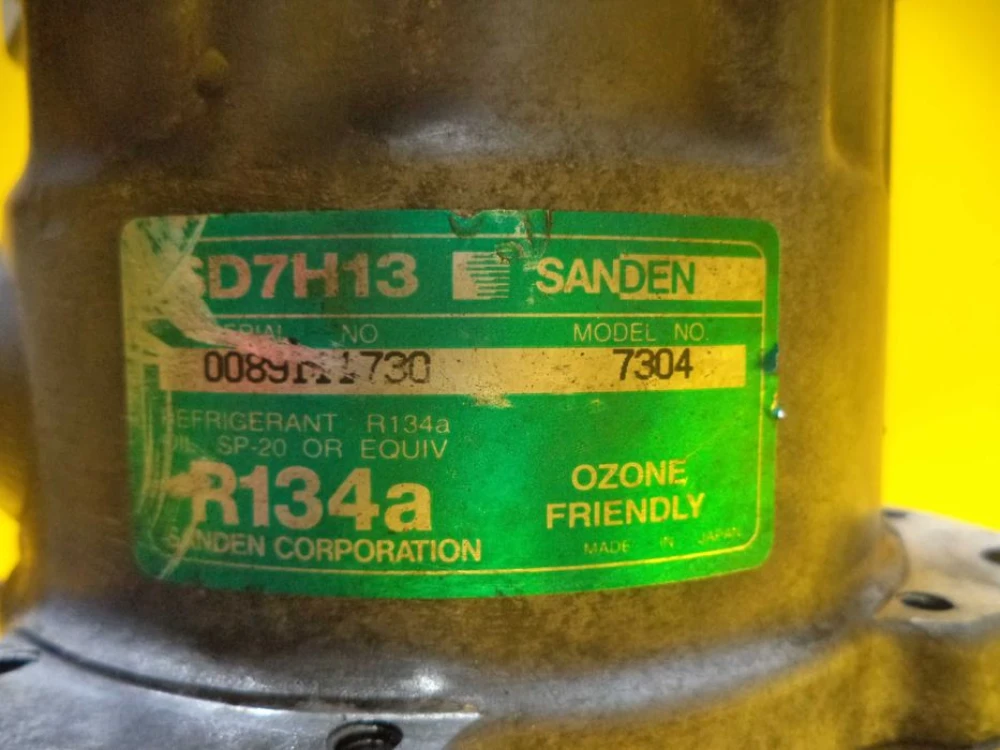 SD7H13 SANDEN
SERIAL NO MODEL NO.
7304
REFRIGERANT R134a
OIL SP-20 OR EQUIV
R134a
OZONE
FRIENDLY
SANDEN CORPORATION
MADE IN JAPAN